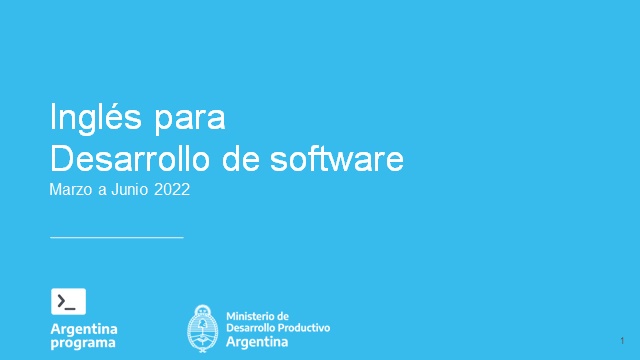 Inglés para
Desarrollo de software
Marzo a Junio 2022
>_
Argentina
programa
Ministerio de
Desarrollo Productivo
Argentina
1